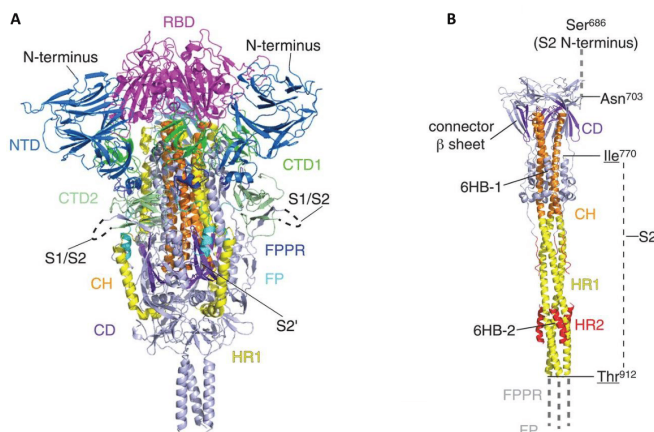 A
RBD
N-terminus
N-terminus
NTD
CTD1
CTD2
S1/S2
S1/S2
FPPR
CH
FP
S2'
CD
HR1
B
Ser686
(S2 N-terminus)
Asn703
connector
β sheet
CD
Ile770
6HB-1
CH
S2
HR1
6HB-2
HR2
Thr912
FPPR
FP